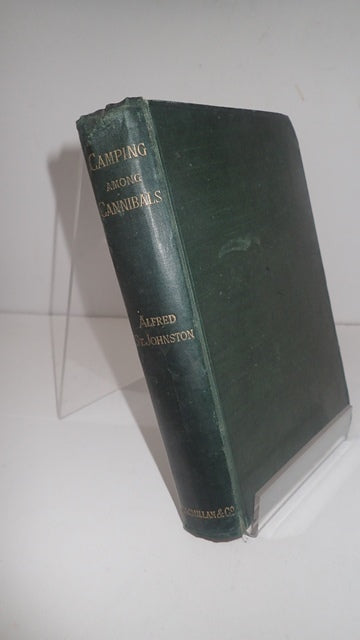 CAMPING
AMONG
CANNIBALS
ALFRED
ST. JOHNSTON
MACMILLAN & CO.